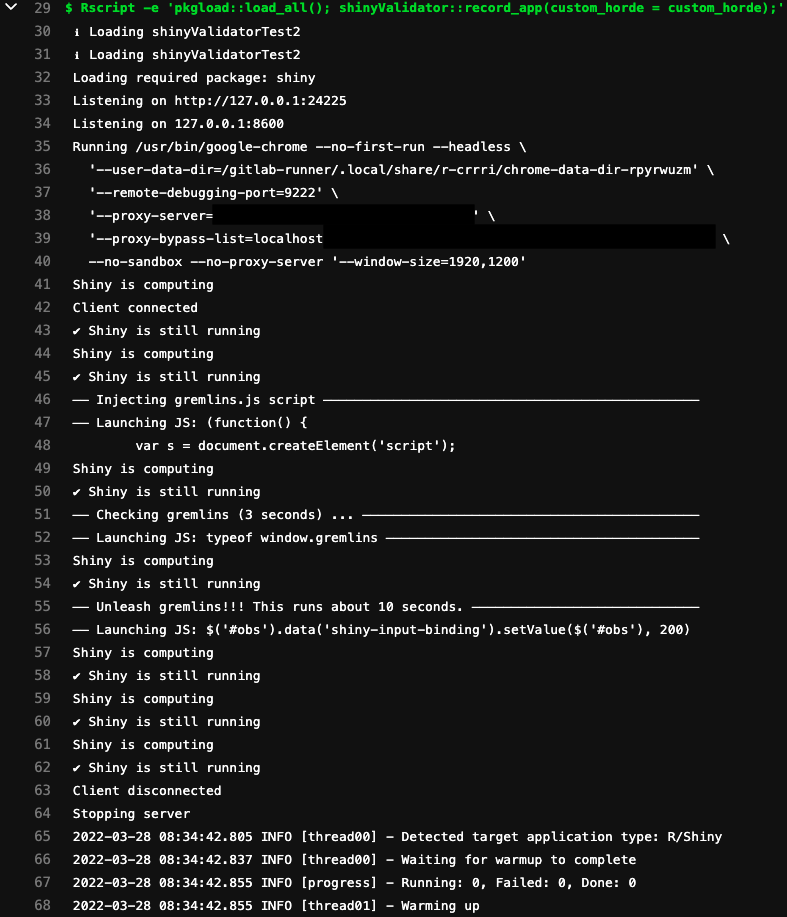 29 $ Rscript -e 'pkgload::load_all(); shinyValidator::record_app(custom_horde = custom_horde);'
30 ℹ Loading shinyValidatorTest2
31 ℹ Loading shinyValidatorTest2
32 Loading required package: shiny
33 Listening on http://127.0.0.1:24225
34 Listening on 127.0.0.1:8600
35 Running /usr/bin/google-chrome --no-first-run --headless \
36 '--user-data-dir=/gitlab-runner/.local/share/r-crrri/chrome-data-dir-rpyrwuzm' \
37 '--remote-debugging-port=9222' \
38 '--proxy-server= ' \
39 '--proxy-bypass-list=localhost \
40 --no-sandbox --no-proxy-server '--window-size=1920,1200'
41 Shiny is computing
42 Client connected
43 ✔ Shiny is still running
44 Shiny is computing
45 ✔ Shiny is still running
46 ── Injecting gremlins.js script ────────────────────────────────────────────────
47 ── Launching JS: (function() {
48 var s = document.createElement('script');
49 Shiny is computing
50 ✔ Shiny is still running
51 ── Checking gremlins (3 seconds) ... ───────────────────────────────────────────
52 ── Launching JS: typeof window.gremlins ────────────────────────────────────────
53 Shiny is computing
54 ✔ Shiny is still running
55 ── Unleash gremlins!!! This runs about 10 seconds. ─────────────────────────────
56 ── Launching JS: $('#obs').data('shiny-input-binding').setValue($('#obs'), 200)
57 Shiny is computing
58 ✔ Shiny is still running
59 Shiny is computing
60 ✔ Shiny is still running
61 Shiny is computing
62 ✔ Shiny is still running
63 Client disconnected
64 Stopping server
65 2022-03-28 08:34:42.805 INFO [thread00] - Detected target application type: R/Shiny
66 2022-03-28 08:34:42.837 INFO [thread00] - Waiting for warmup to complete
67 2022-03-28 08:34:42.855 INFO [progress] - Running: 0, Failed: 0, Done: 0
68 2022-03-28 08:34:42.855 INFO [thread01] - Warming up